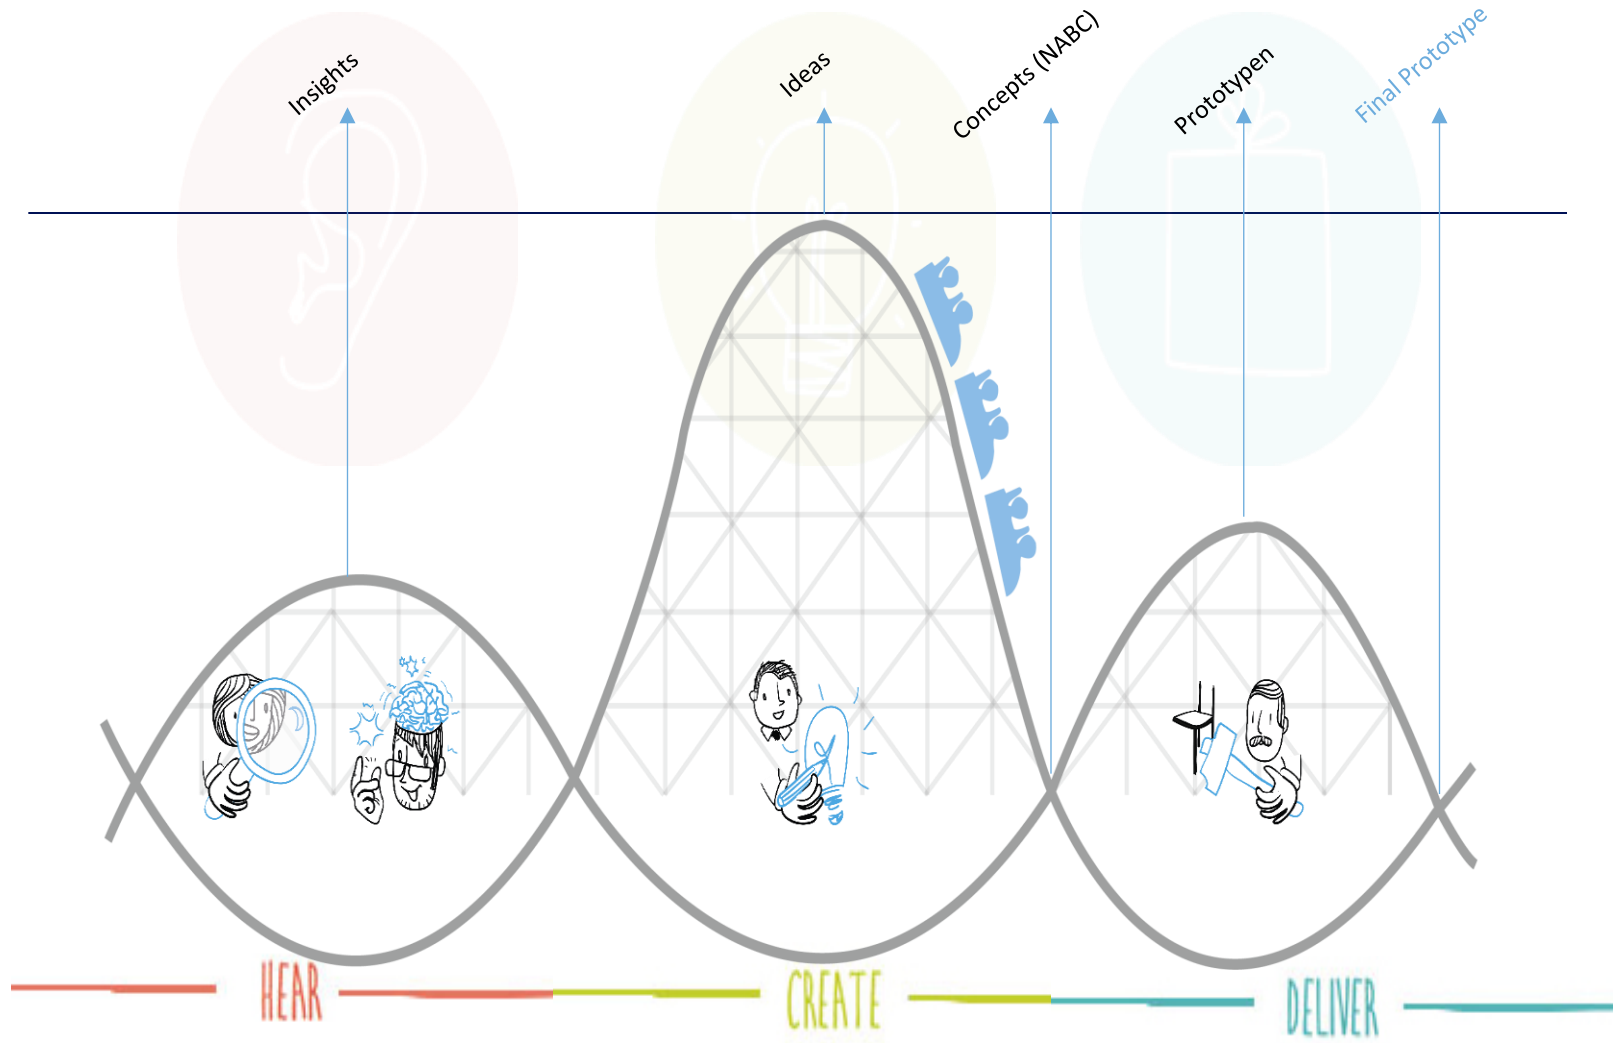 Insights
Ideas
Concepts (NABC)
Prototypen
Final Prototype
HEAR
CREATE
DELIVER